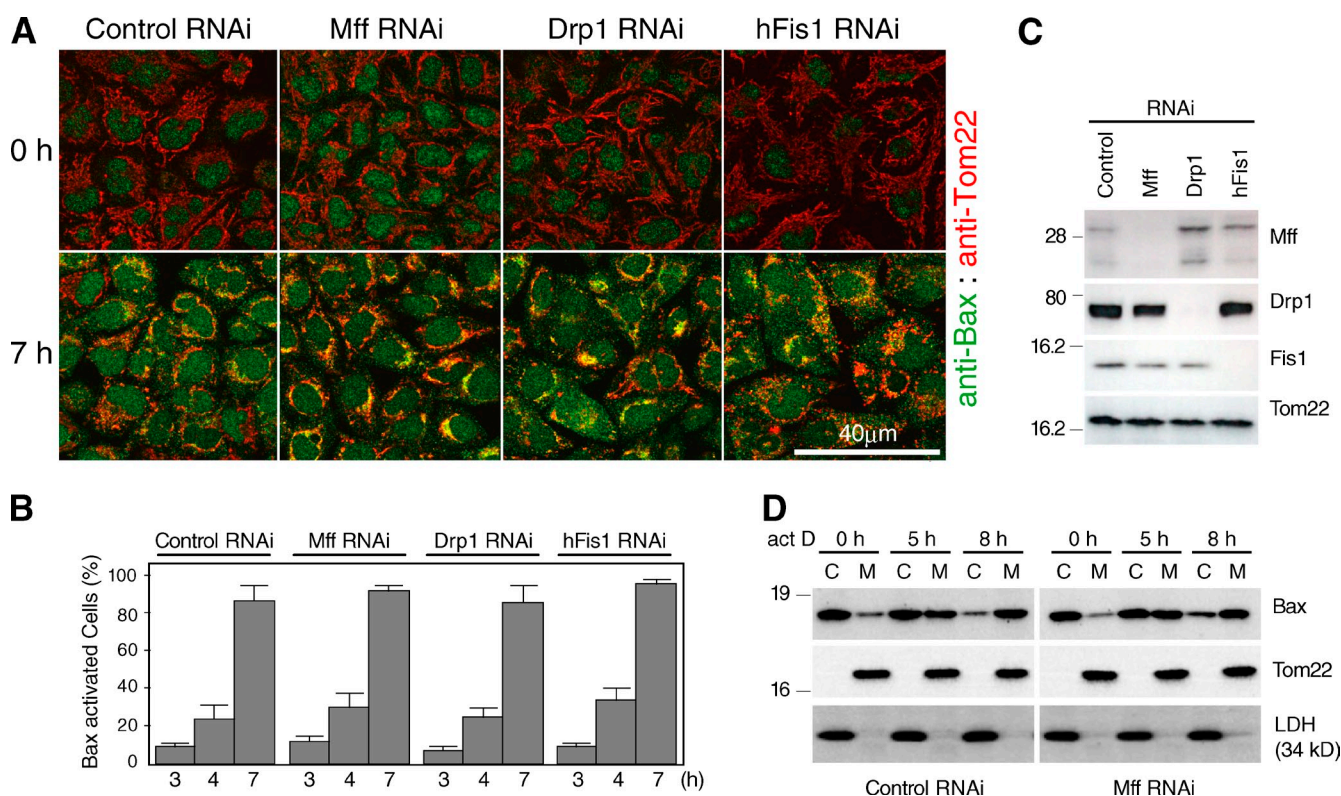 A
Control RNAi Mff RNAi Drp1 RNAi hFis1 RNAi
0 h
7 h
40μm
anti-Bax : anti-Tom22
B
Control RNAi Mff RNAi Drp1 RNAi hFis1 RNAi
Bax activated Cells (%)
100
80
60
40
20
0
3 4 7 3 4 7 3 4 7 3 4 7 (h)
C
RNAi
Control Mff Drp1 hFis1
28 Mff
80 Drp1
16.2 Fis1
16.2 Tom22
D
act D 0 h 5 h 8 h 0 h 5 h 8 h
C M C M C M C M C M C M
19 Bax
Tom22
16
LDH
(34 kD)
Control RNAi Mff RNAi